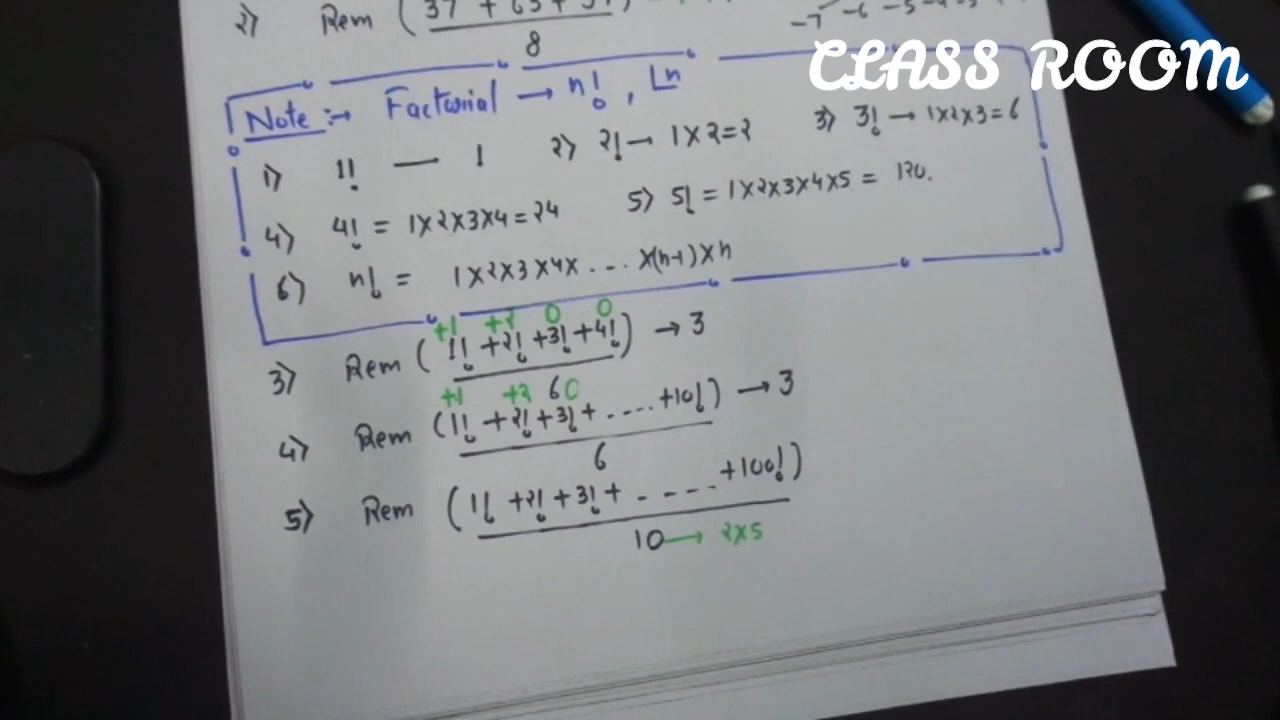 2) Rem (37 + 63 + 51)
8
-7 -6 -5
CLASS ROOM
Note :→ Factorial → n!, ∟n
1) 1! — 1 2) 2! → 1×2=2 3) 3! → 1×2×3=6
4) 4! = 1×2×3×4=24 5) 5! = 1×2×3×4×5 = 120.
6) n! = 1×2×3×4×... ×(n-1)×n
+1 +2 0 0
3) Rem (1! +2! +3! +4!) → 3
6
+1 +2 0
4) Rem (1! +2! +3! + .... +10!) → 3
6
5) Rem (1! +2! +3! + - - - - . +100!)
10 → 2×5